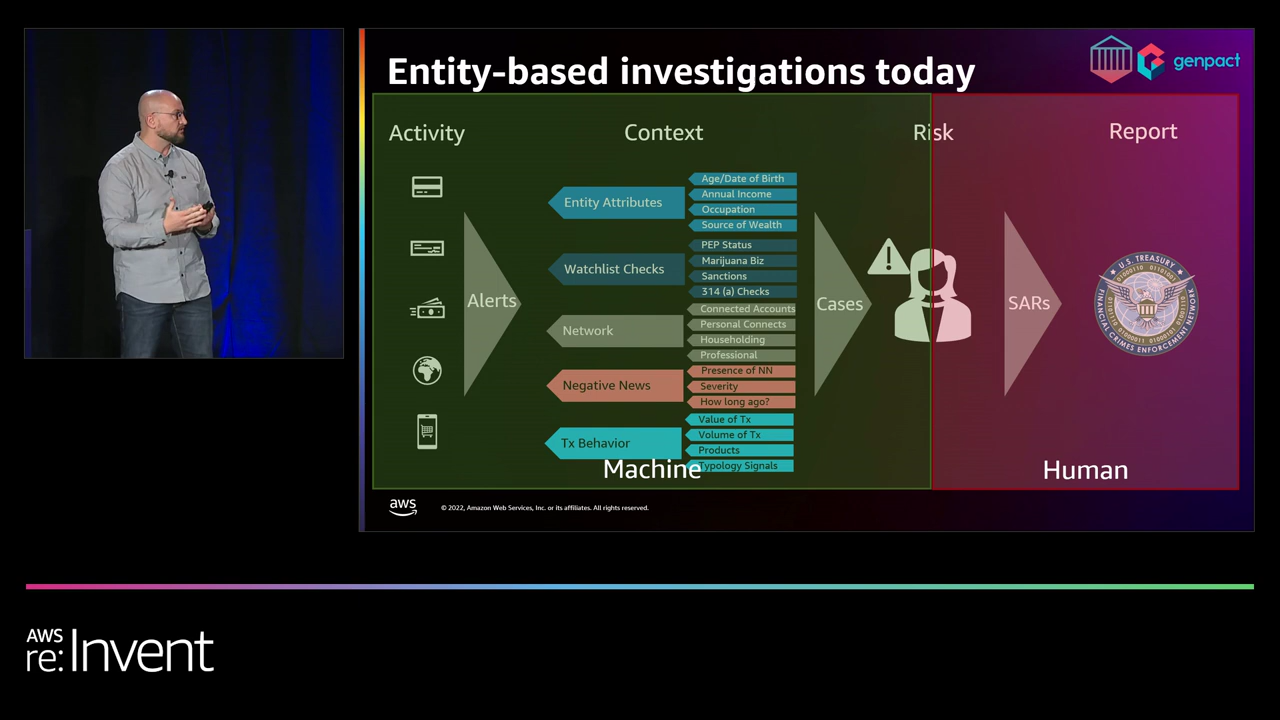 Entity-based investigations today
genpact
Activity
Context
Risk
Report
Alerts
Entity Attributes
Age/Date of Birth
Annual Income
Occupation
Source of Wealth
Watchlist Checks
PEP Status
Marijuana Biz
Sanctions
314 (a) Checks
Network
Connected Accounts
Personal Connects
Householding
Professional
Negative News
Presence of NN
Severity
How long ago?
Tx Behavior
Value of Tx
Volume of Tx
Products
Typology Signals
Cases
SARs
U.S. TREASURY
FINANCIAL CRIMES ENFORCEMENT NETWORK
Machine
Human
aws
© 2022, Amazon Web Services, Inc. or its affiliates. All rights reserved.
AWS
re:Invent